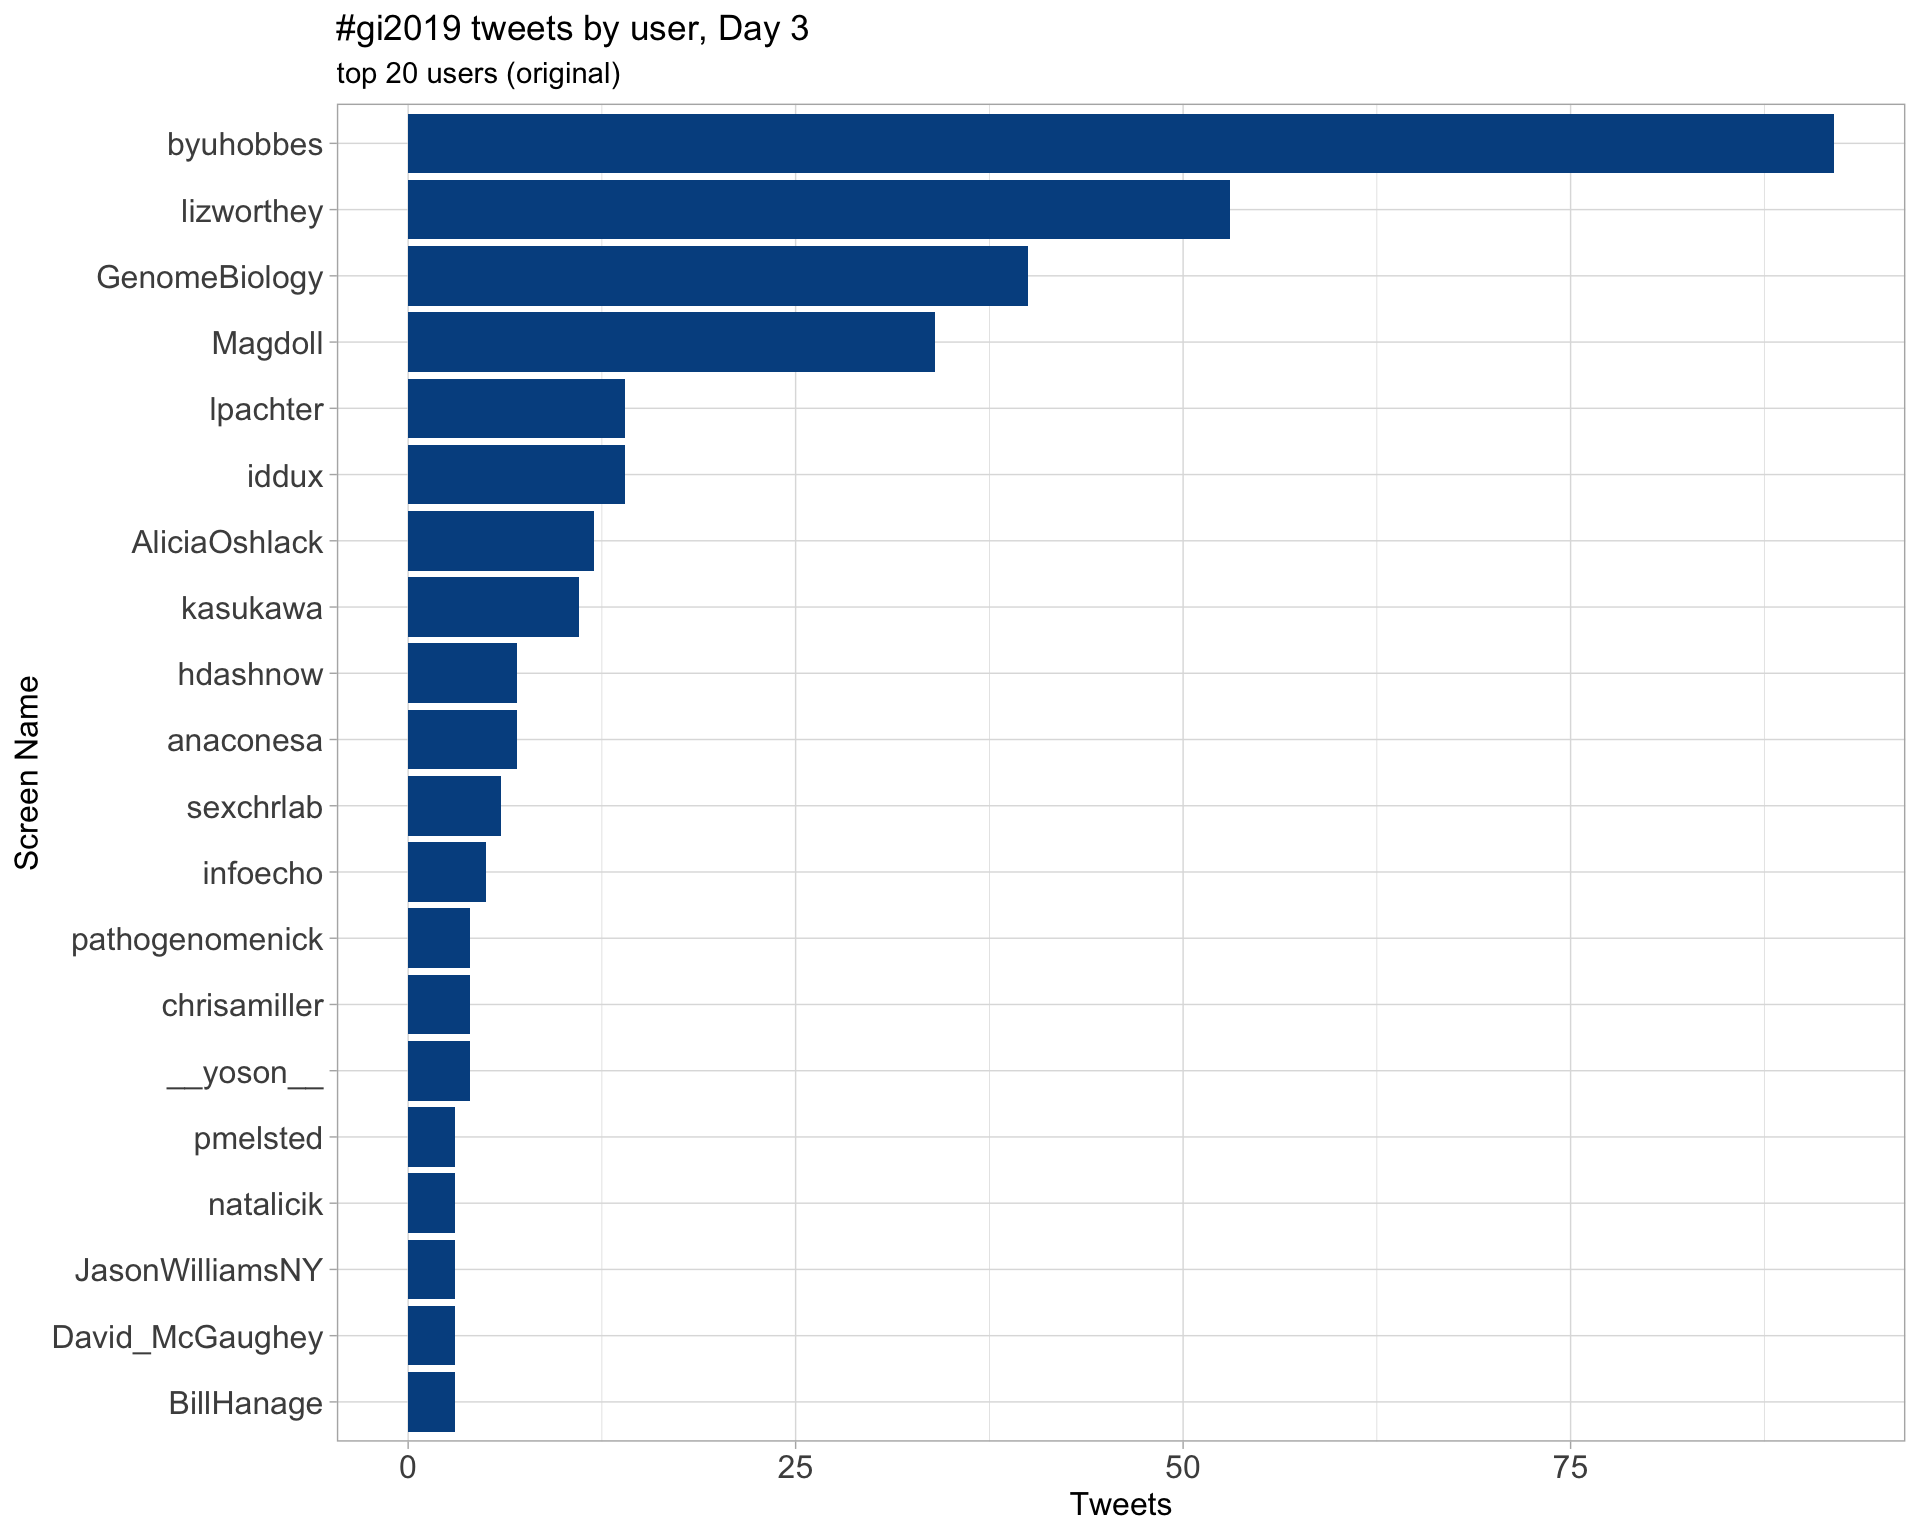 #gi2019 tweets by user, Day 3
top 20 users (original)
byuhobbes
lizworthey
GenomeBiology
Magdoll
lpachter
iddux
AliciaOshlack
kasukawa
hdashnow
anaconesa
sexchrlab
infoecho
pathogenomenick
chrisamiller
__yoson__
pmelsted
natalicik
JasonWilliamsNY
David_McGaughey
BillHanage
Screen Name
0 25 50 75
Tweets